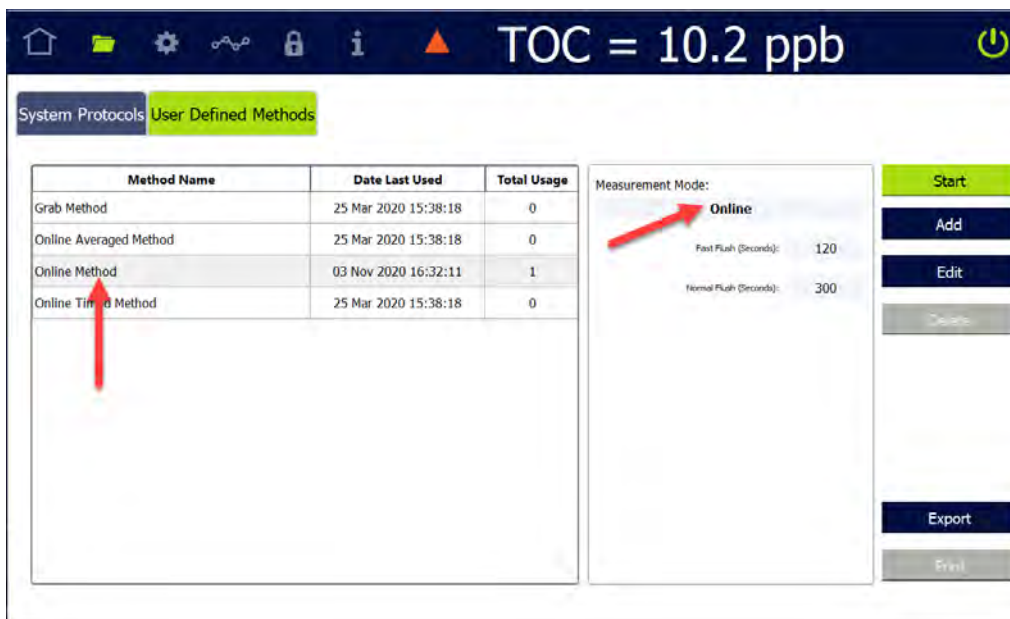 TOC = 10.2 ppb
System Protocols User Defined Methods
Method Name Date Last Used Total Usage
Grab Method 25 Mar 2020 15:38:18 0
Online Averaged Method 25 Mar 2020 15:38:18 0
Online Method 03 Nov 2020 16:32:11 1
Online Timed Method 25 Mar 2020 15:38:18 0
Measurement Mode:
Online
Fast Flush (Seconds): 120
Normal Flush (Seconds): 300
Start
Add
Edit
Delete
Export
Print